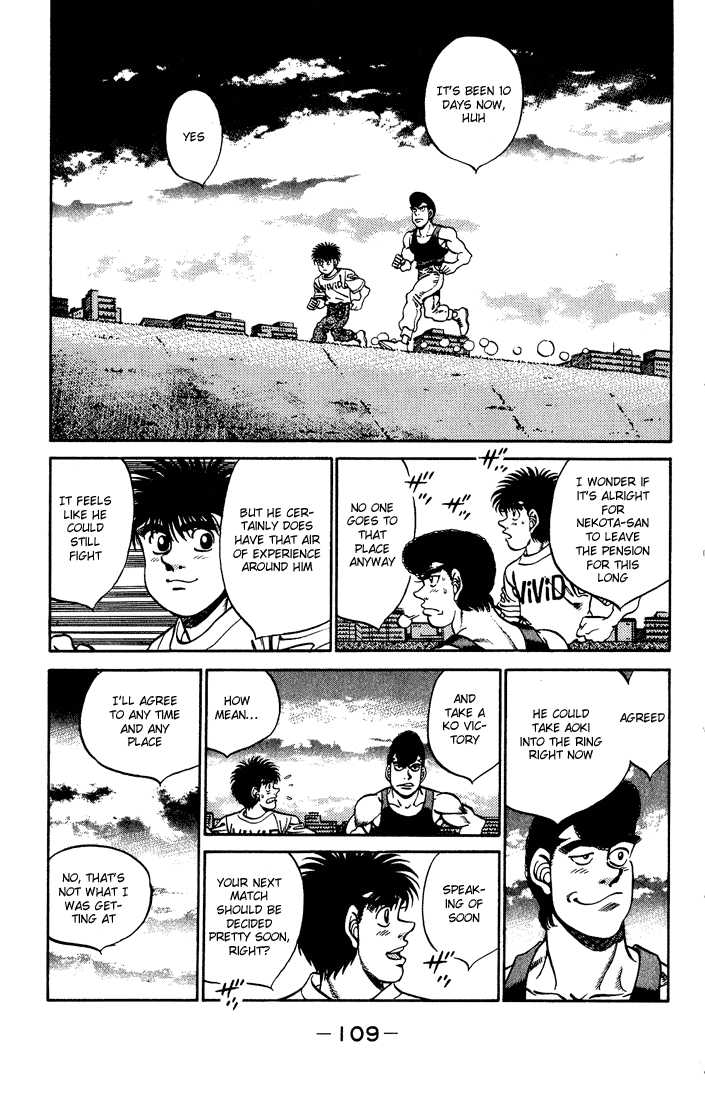 IT'S BEEN 10
DAYS NOW,
HUH
YES
I WONDER IF
IT'S ALRIGHT
FOR
NEKOTA-SAN
TO LEAVE
THE PENSION
FOR THIS
LONG
NO ONE
GOES TO
THAT
PLACE
ANYWAY
VIVID
VIVID
BUT HE CER-
TAINLY DOES
HAVE THAT AIR
OF EXPERIENCE
AROUND HIM
IT FEELS
LIKE HE
COULD
STILL
FIGHT
AGREED
HE COULD
TAKE AOKI
INTO THE RING
RIGHT NOW
AND
TAKE A
KO VIC-
TORY
HOW
MEAN...
VIVID
SPEAK-
ING OF
SOON
YOUR NEXT
MATCH
SHOULD BE
DECIDED
PRETTY SOON,
RIGHT?
I'LL AGREE
TO ANY TIME
AND ANY
PLACE
NO, THAT'S
NOT WHAT I
WAS GET-
TING AT
— 109 —